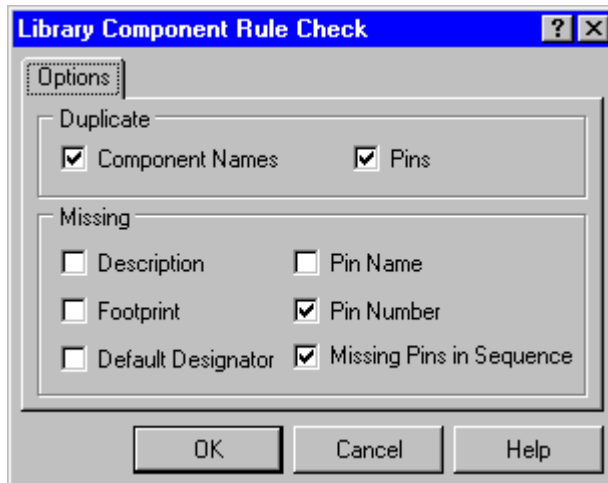 Library Component Rule Check ? X
Options
Duplicate
Component Names Pins
Missing
Description Pin Name
Footprint Pin Number
Default Designator Missing Pins in Sequence
OK Cancel Help